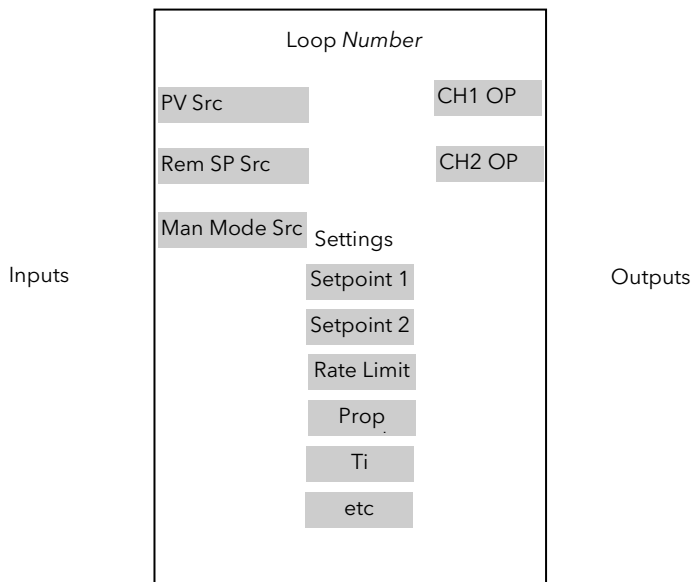 Loop Number
PV Src
CH1 OP
Rem SP Src
CH2 OP
Man Mode Src
Settings
Inputs
Setpoint 1
Outputs
Setpoint 2
Rate Limit
Prop
Ti
etc